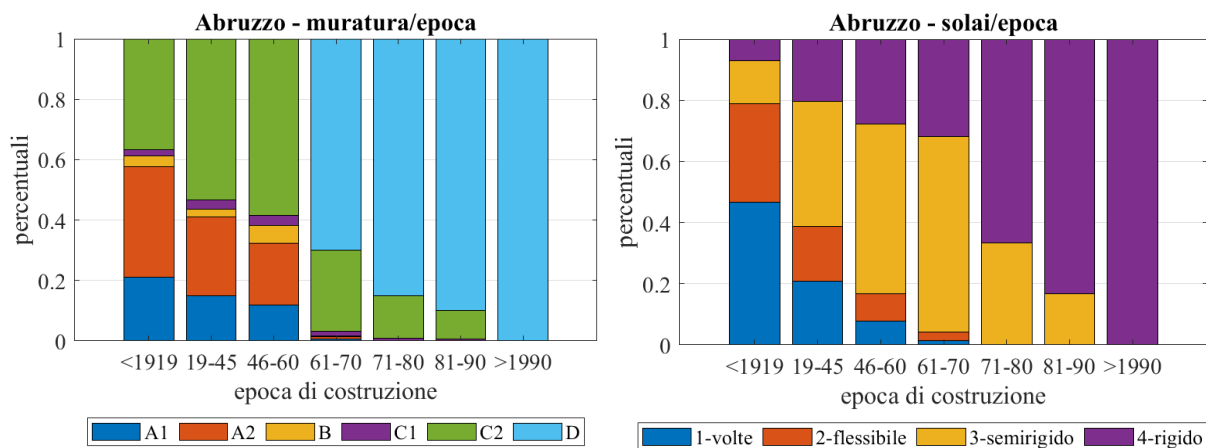 Abruzzo - muratura/epoca
1
0.8
0.6
0.4
0.2
0
percentuali
<1919 19-45 46-60 61-70 71-80 81-90 >1990
epoca di costruzione
A1 A2 B C1 C2 D
Abruzzo - solai/epoca
1
0.8
0.6
0.4
0.2
0
percentuali
<1919 19-45 46-60 61-70 71-80 81-90 >1990
epoca di costruzione
1-volte 2-flessibile 3-semirigido 4-rigido